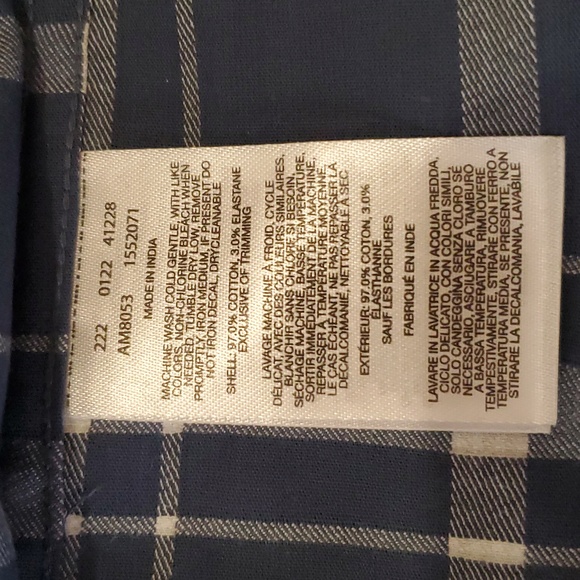 222 0122 41228
AM8053 1552071
MADE IN INDIA
MACHINE WASH COLD GENTLE, WITH LIKE
COLORS. NON-CHLORINE BLEACH WHEN
NEEDED. TUMBLE DRY LOW. REMOVE
PROMPTLY, IRON MEDIUM, IF PRESENT DO
NOT IRON DECAL, DRYCLEANABLE
SHELL: 97.0% COTTON, 3.0% ELASTANE
EXCLUSIVE OF TRIMMING
LAVAGE MACHINE À FROID, CYCLE
DÉLICAT, AVEC DES COULEURS SIMILAIRES.
BLANCHIR SANS CHLORE SI BESOIN.
SÉCHAGE MACHINE, BASSE TEMPÉRATURE.
SORTIR IMMÉDIATEMENT DE LA MACHINE,
REPASSER TEMPÉRATURE MOYENNE,
LE CAS ÉCHÉANT, NE PAS REPASSER LA
DÉCALCOMANIE, NETTOYABLE À SEC
EXTÉRIEUR: 97.0% COTON, 3.0%
ÉLASTHANNE
SAUF LES BORDURES
FABRIQUÉ EN INDE
LAVARE IN LAVATRICE IN ACQUA FREDDA,
CICLO DELICATO, CON COLORI SIMILI,
SOLO CANDEGGINA SENZA CLORO SE
NECESSARIO, ASCIUGARE A TAMBURO
A BASSA TEMPERATURA, RIMUOVERE
TEMPESTIVAMENTE, STIRARE CON FERRO A
TEMPERATURA MEDIA, SE PRESENTE, NON
STIRARE LA DECALCOMANIA, LAVABILE